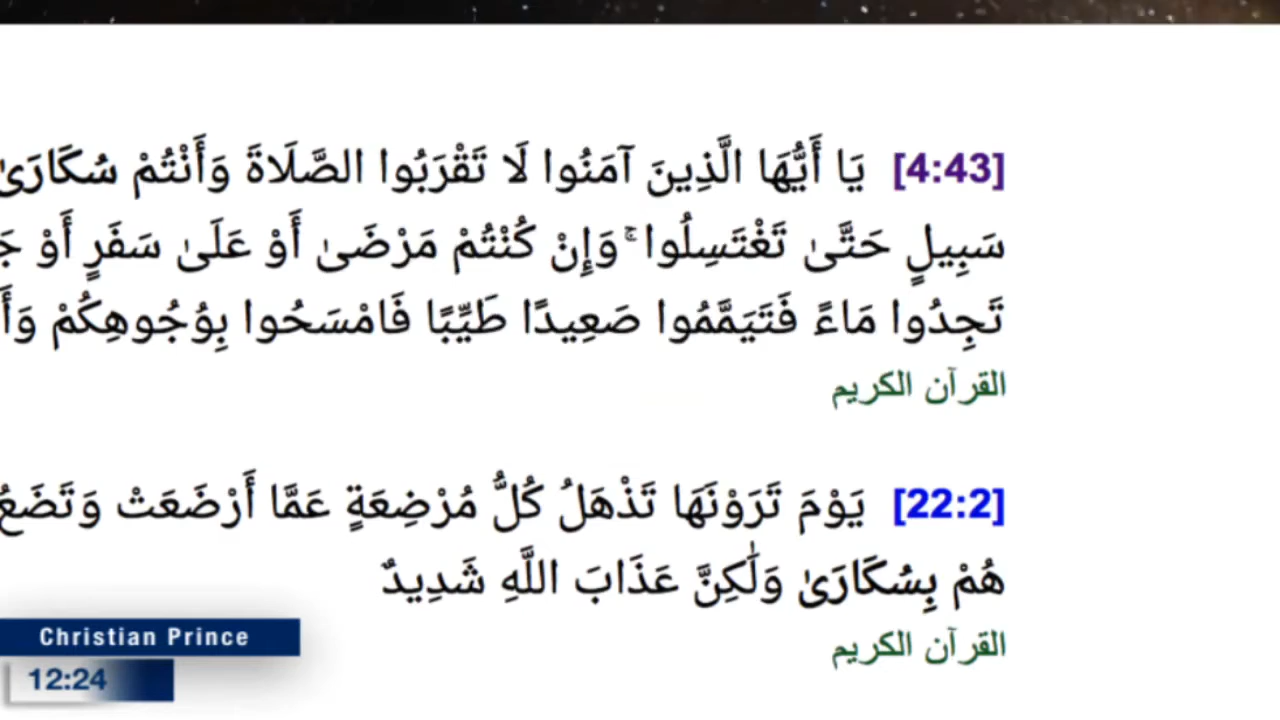 [4:43] يَا أَيُّهَا الَّذِينَ آمَنُوا لَا تَقْرَبُوا الصَّلَاةَ وَأَنْتُمْ سُكَارَىٰ
سَبِيلٍ حَتَّىٰ تَغْتَسِلُوا ۚ وَإِنْ كُنْتُمْ مَرْضَىٰ أَوْ عَلَىٰ سَفَرٍ أَوْ جَ
تَجِدُوا مَاءً فَتَيَمَّمُوا صَعِيدًا طَيِّبًا فَامْسَحُوا بِوُجُوهِكُمْ وَأَ
القرآن الكريم
[22:2] يَوْمَ تَرَوْنَهَا تَذْهَلُ كُلُّ مُرْضِعَةٍ عَمَّا أَرْضَعَتْ وَتَضَعُ
هُمْ بِسُكَارَىٰ وَلَٰكِنَّ عَذَابَ اللَّهِ شَدِيدٌ
القرآن الكريم
Christian Prince
12:24